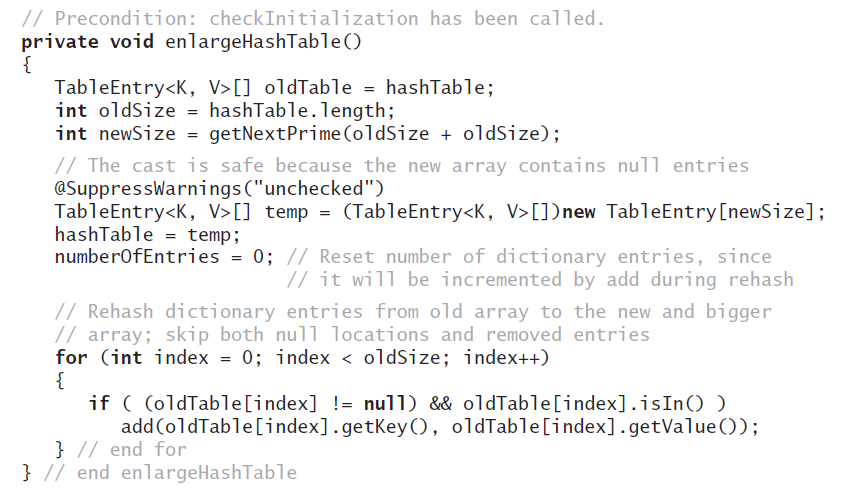 // Precondition: checkInitialization has been called.
private void enlargeHashTable()
{
   TableEntry<K, V>[] oldTable = hashTable;
   int oldSize = hashTable.length;
   int newSize = getNextPrime(oldSize + oldSize);
   // The cast is safe because the new array contains null entries
   @SuppressWarnings("unchecked")
   TableEntry<K, V>[] temp = (TableEntry<K, V>[])new TableEntry[newSize];
   hashTable = temp;
   numberOfEntries = 0; // Reset number of dictionary entries, since
                        // it will be incremented by add during rehash
   // Rehash dictionary entries from old array to the new and bigger
   // array; skip both null locations and removed entries
   for (int index = 0; index < oldSize; index++)
   {
      if ( (oldTable[index] != null) && oldTable[index].isIn() )
         add(oldTable[index].getKey(), oldTable[index].getValue());
   } // end for
} // end enlargeHashTable